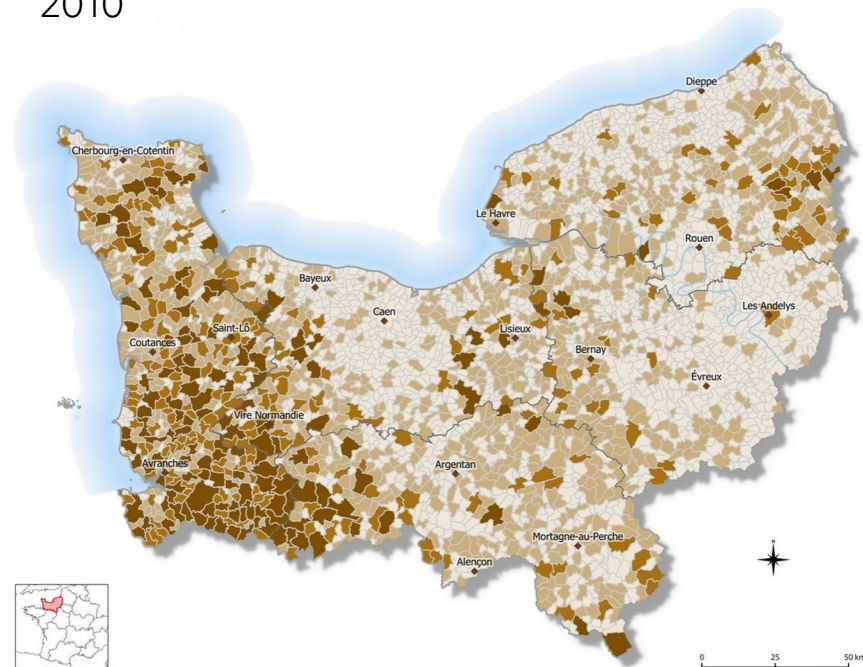 2010
Dieppe
Cherbourg-en-Cotentin
Le Havre
Rouen
Bayeux
Les Andelys
Caen
Saint-Lô
Lisieux
Coutances
Bernay
Évreux
Vire Normandie
Avranches
Argentan
Mortagne-au-Perche
Alençon
N
0 25 50 km